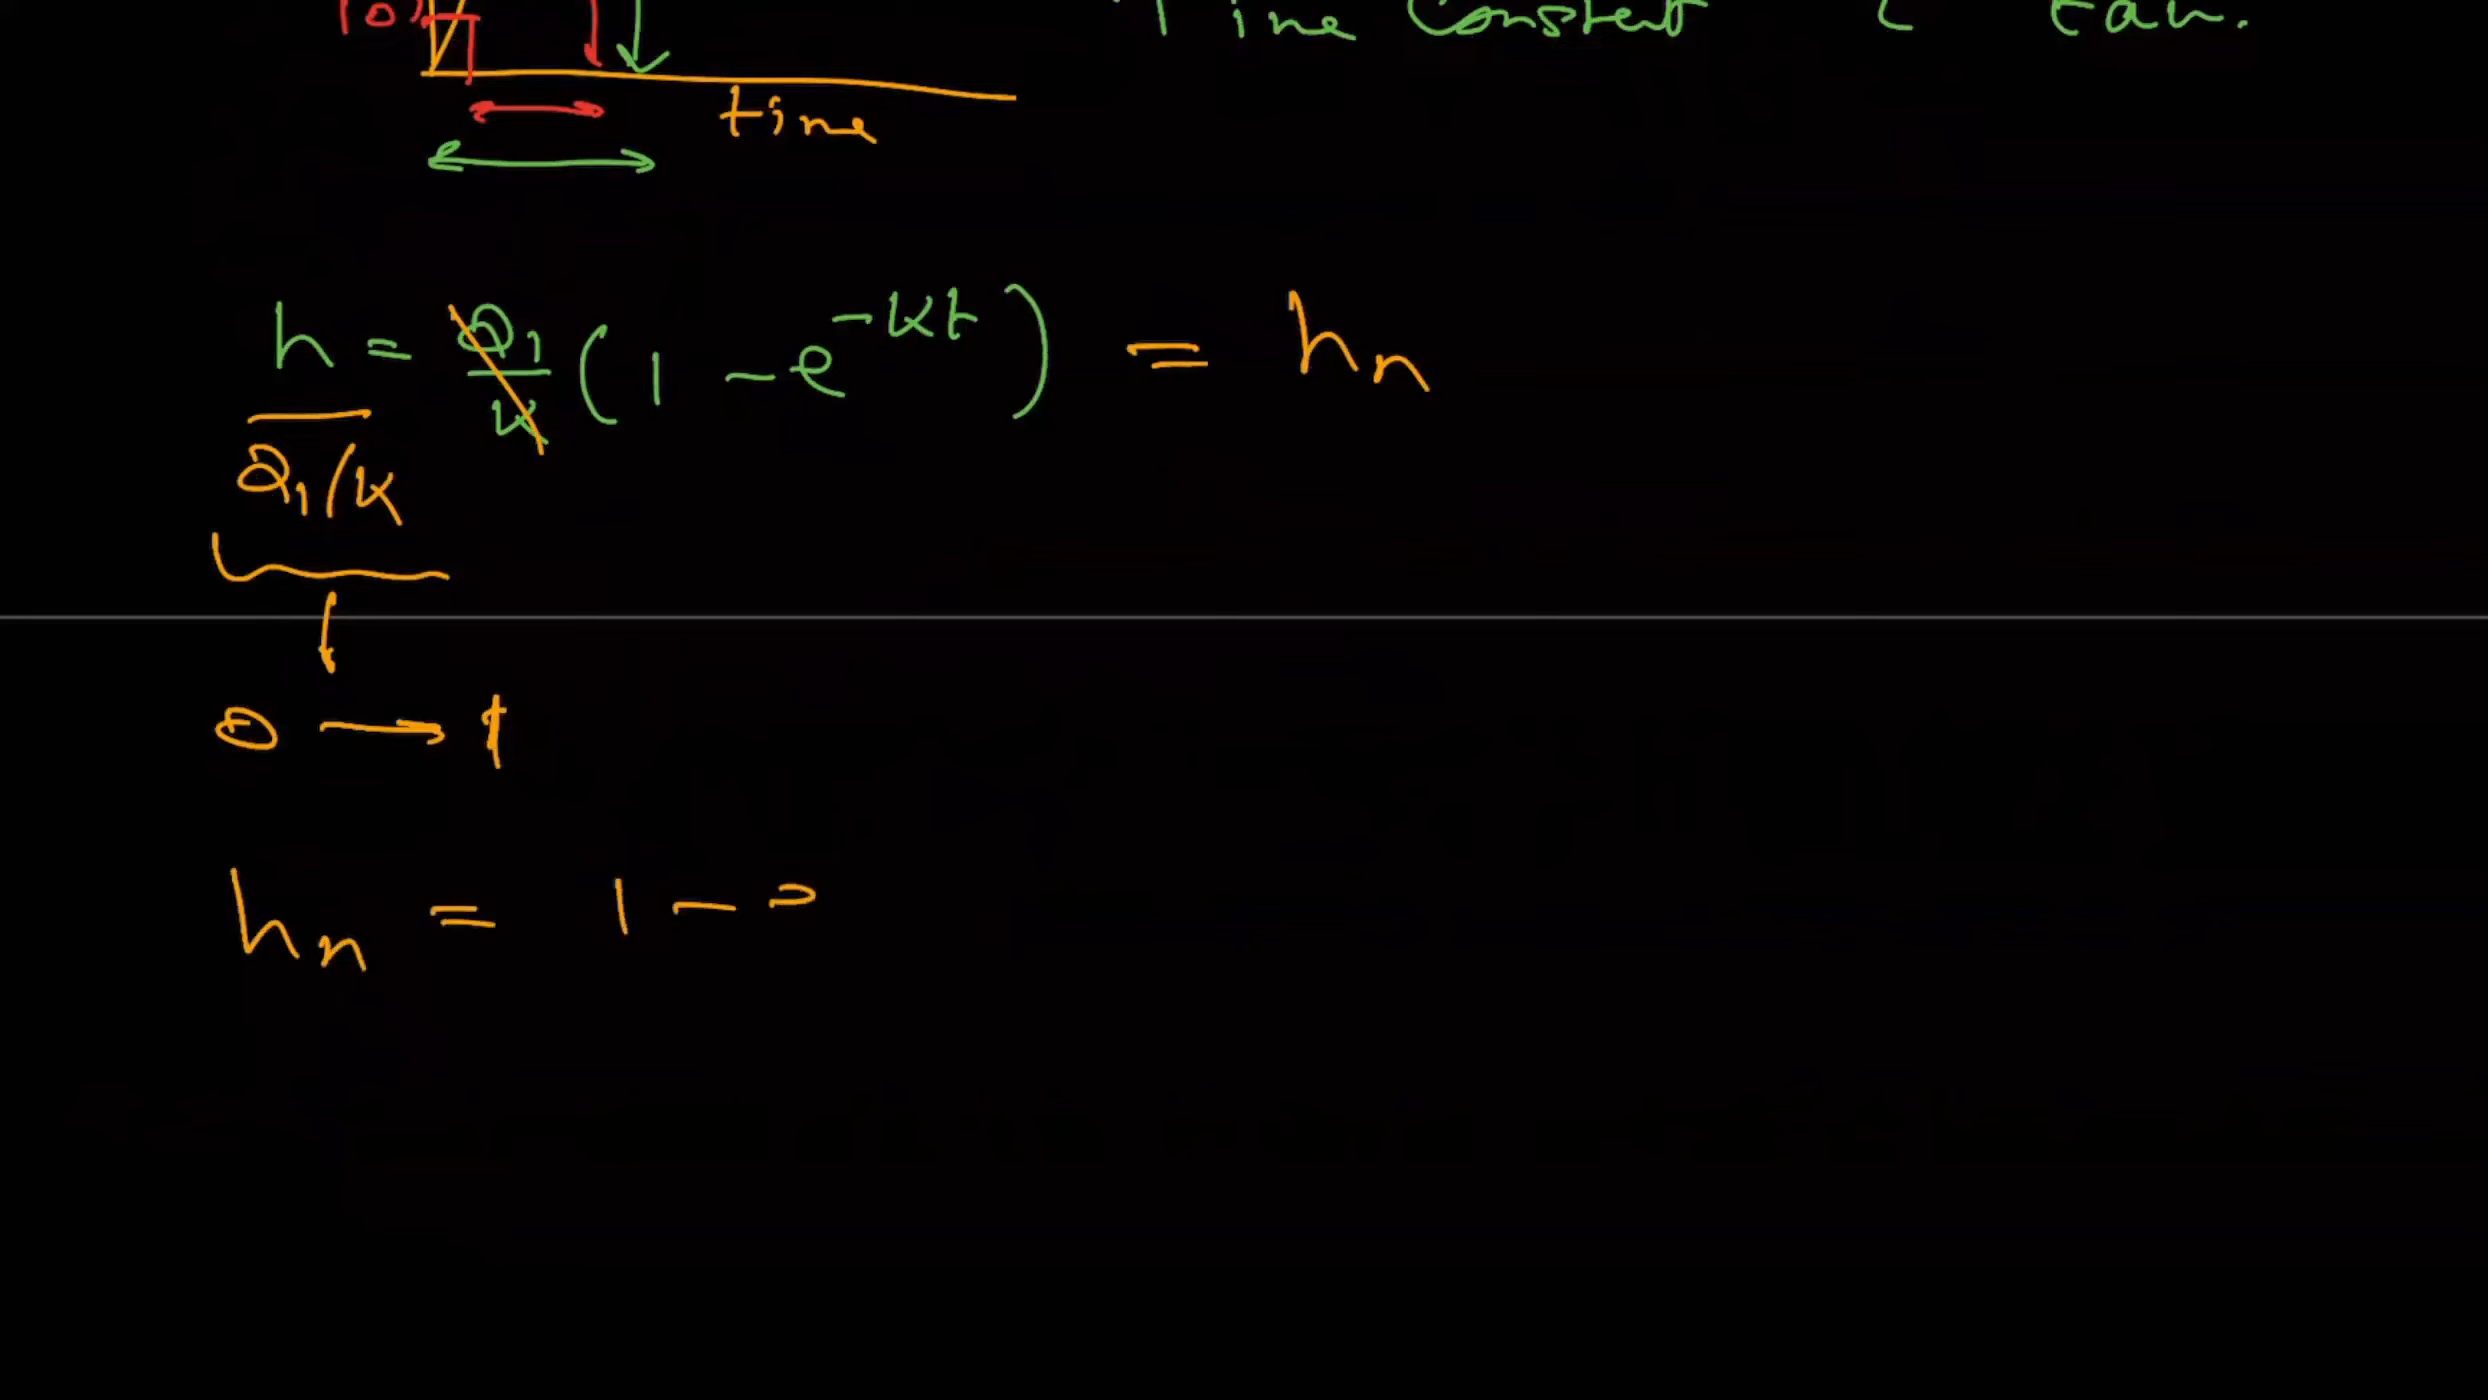 Time Constant
time
h = Q₁/k (1 - e^{-kt}) = hₙ
Q₁/k
0 → 1
hₙ = 1 -